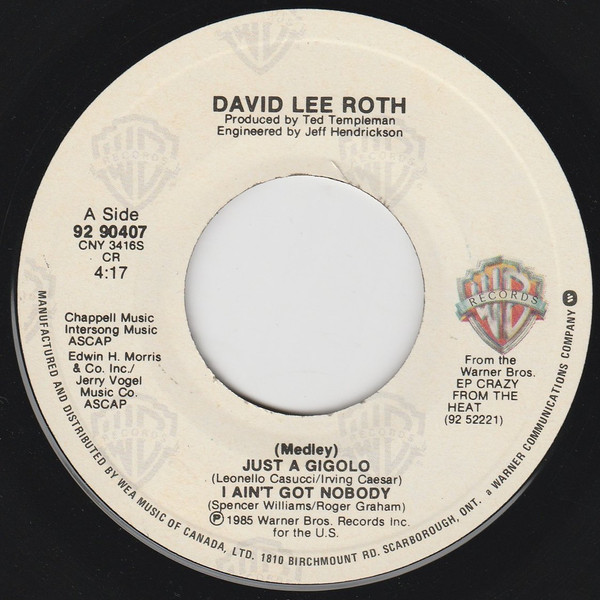 DAVID LEE ROTH
Produced by Ted Templeman
Engineered by Jeff Hendrickson
A Side
92 90407
CNY 3416S
CR
4:17
Chappell Music
Intersong Music
ASCAP
Edwin H. Morris
& Co. Inc./
Jerry Vogel
Music Co.
ASCAP
WB
RECORDS
From the
Warner Bros.
EP CRAZY
FROM THE
HEAT
(92 52221)
(Medley)
JUST A GIGOLO
(Leonello Casucci/Irving Caesar)
I AIN'T GOT NOBODY
(Spencer Williams/Roger Graham)
Ⓟ 1985 Warner Bros. Records Inc.
for the U.S.
MANUFACTURED AND DISTRIBUTED BY WEA MUSIC OF CANADA, LTD. 1810 BIRCHMOUNT RD. SCARBOROUGH, ONT. a WARNER COMMUNICATIONS COMPANY W